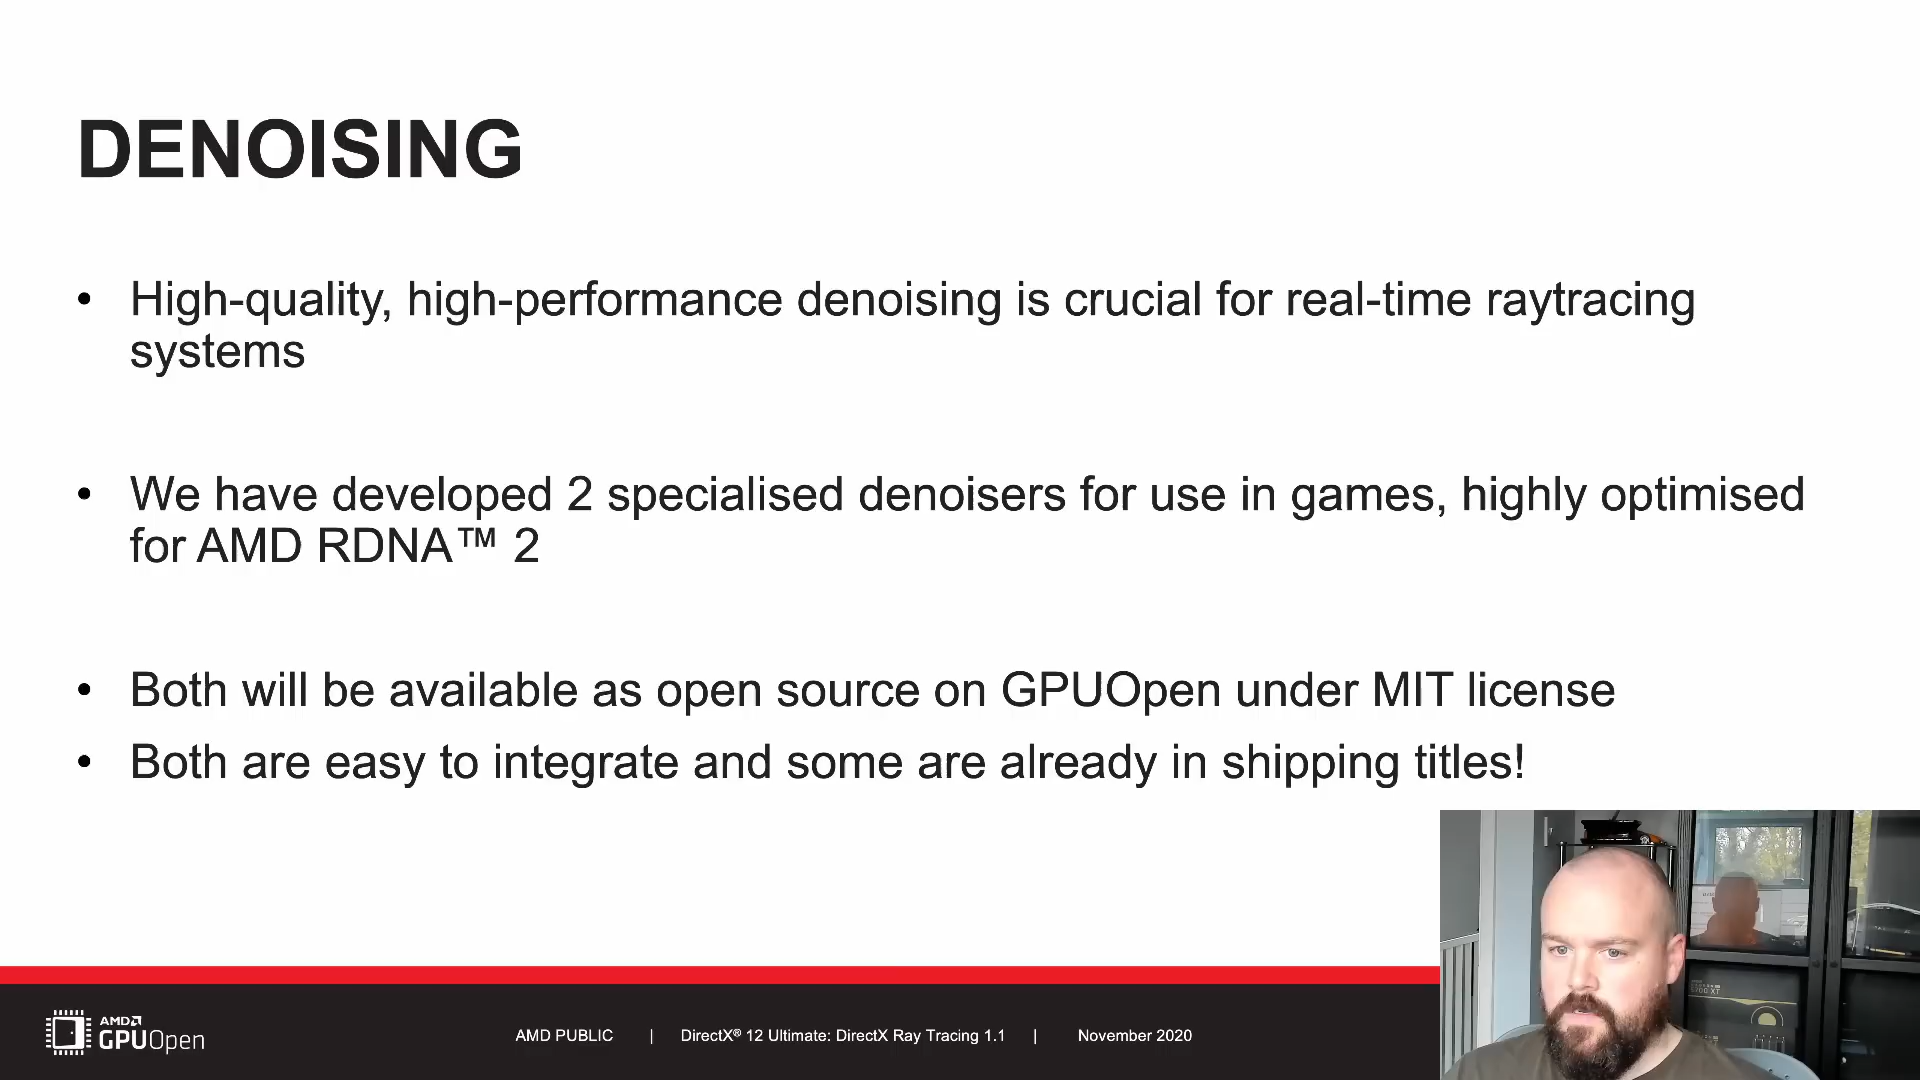 DENOISING
• High-quality, high-performance denoising is crucial for real-time raytracing
systems
• We have developed 2 specialised denoisers for use in games, highly optimised
for AMD RDNA™ 2
• Both will be available as open source on GPUOpen under MIT license
• Both are easy to integrate and some are already in shipping titles!
AMD
GPUOpen
AMD PUBLIC | DirectX® 12 Ultimate: DirectX Ray Tracing 1.1 | November 2020